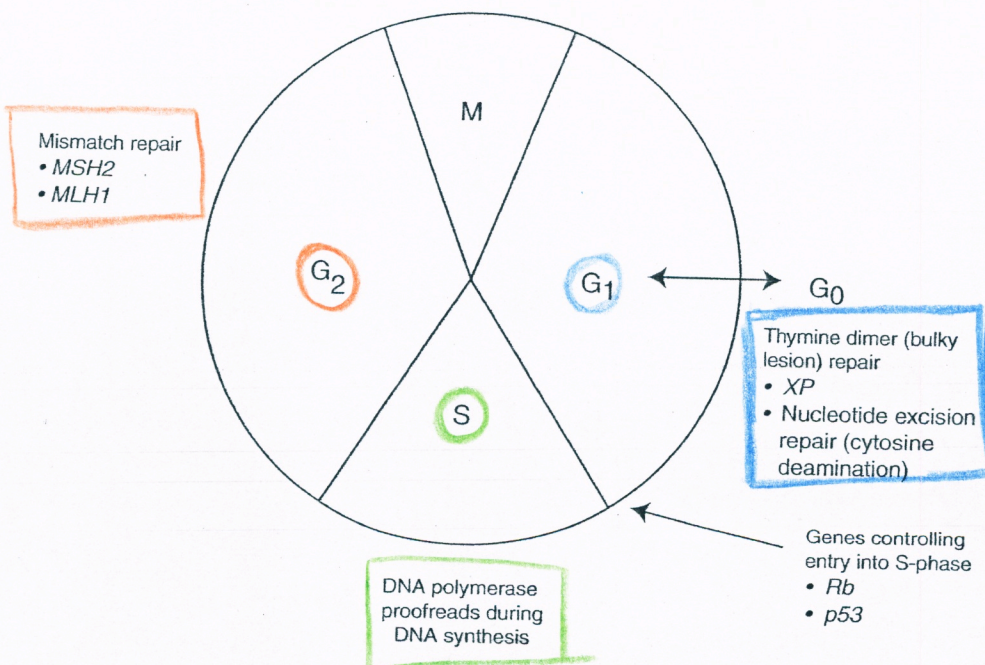 M
Mismatch repair
• MSH2
• MLH1
G2
G1
G0
Thymine dimer (bulky
lesion) repair
• XP
• Nucleotide excision
repair (cytosine
deamination)
S
Genes controlling
entry into S-phase
• Rb
• p53
DNA polymerase
proofreads during
DNA synthesis